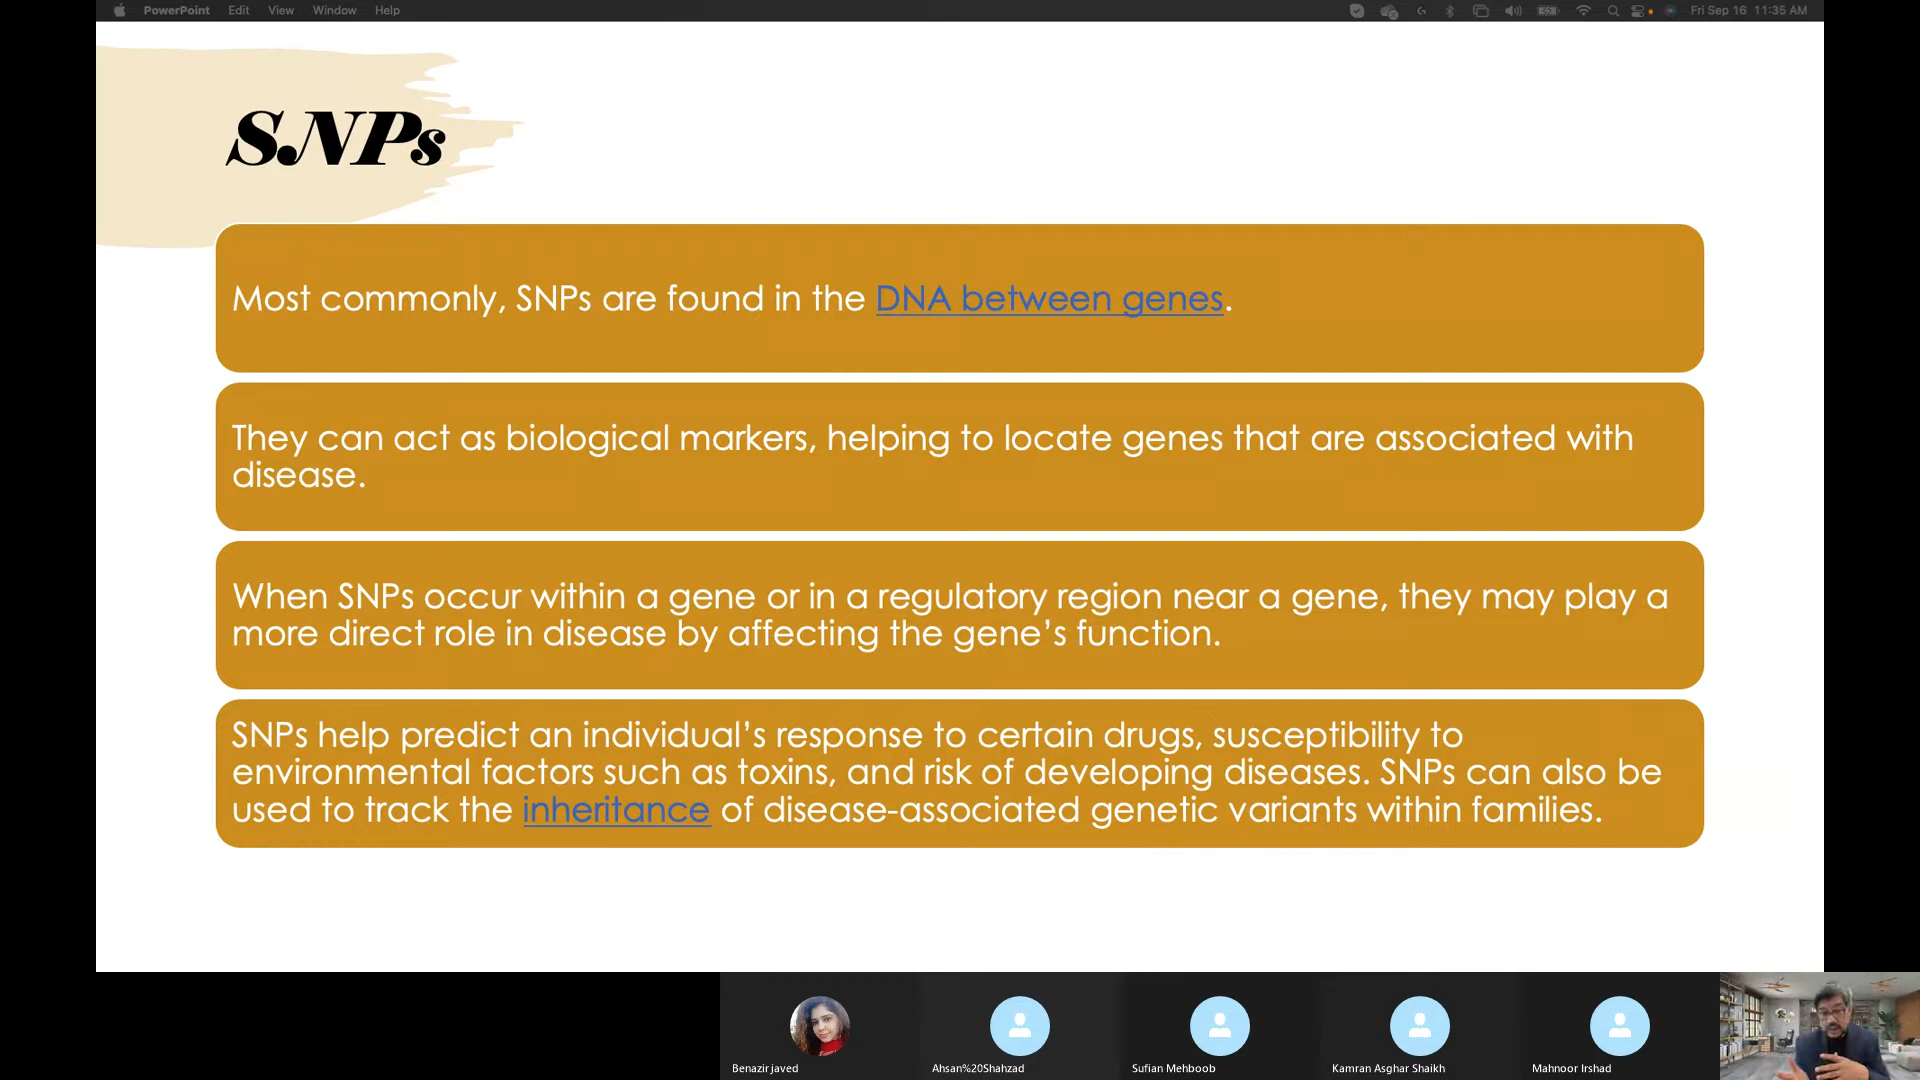 PowerPoint Edit View Window Help Fri Sep 16 11:35 AM
SNPs
Most commonly, SNPs are found in the DNA between genes.
They can act as biological markers, helping to locate genes that are associated with
disease.
When SNPs occur within a gene or in a regulatory region near a gene, they may play a
more direct role in disease by affecting the gene’s function.
SNPs help predict an individual’s response to certain drugs, susceptibility to
environmental factors such as toxins, and risk of developing diseases. SNPs can also be
used to track the inheritance of disease-associated genetic variants within families.
Benazir javed Ahsan%20Shahzad Sufian Mehboob Kamran Asghar Shaikh Mahnoor Irshad